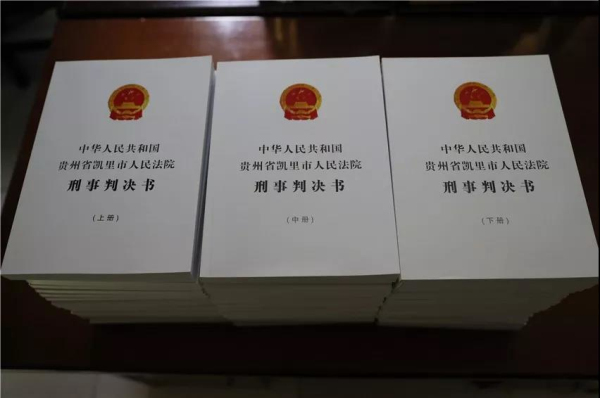 中华人民共和国
贵州省凯里市人民法院
刑事判决书
(上册)
中华人民共和国
贵州省凯里市人民法院
刑事判决书
(中册)
中华人民共和国
贵州省凯里市人民法院
刑事判决书
(下册)